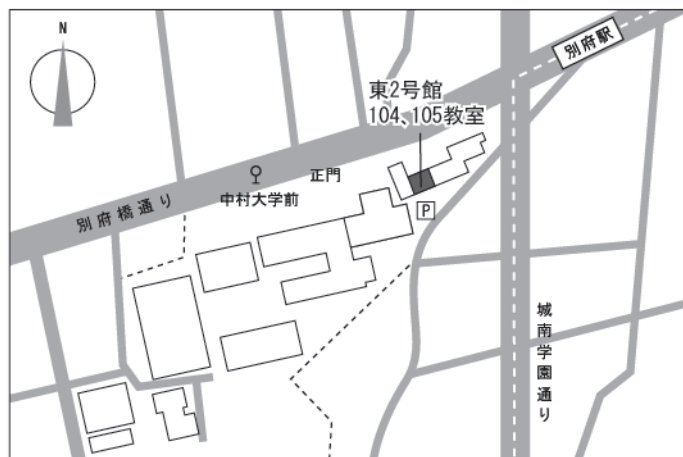 N
別府駅
東2号館
104、105教室
正門
中村大学前
別府橋通り
P
城南学園通り